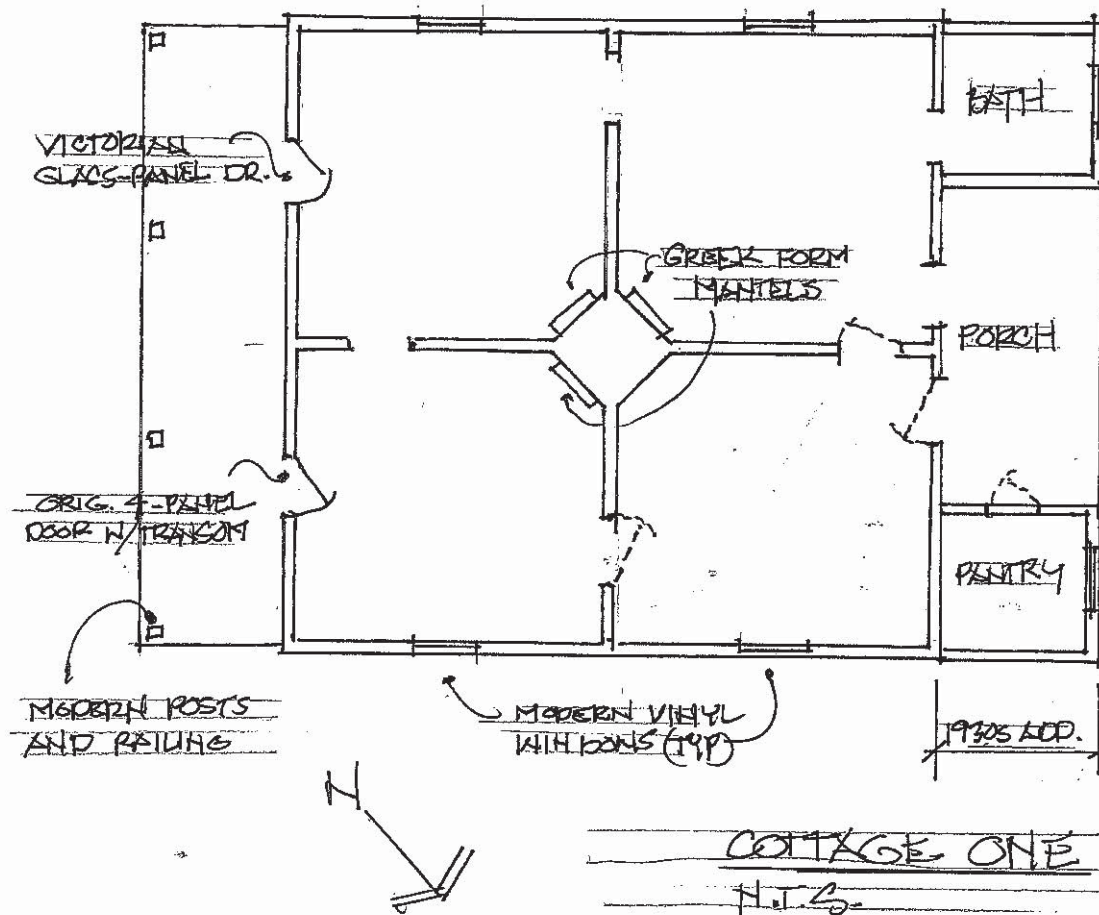 BATH
VICTORIAN
GLASS-PANEL DR.
GREEK FORM
MANTELS
PORCH
ORIG. 4-PANEL
DOOR W/TRANSOM
PANTRY
MODERN POSTS
AND RAILING
MODERN VINYL
WINDOWS (TYP)
1930S ADD.
N
COTTAGE ONE
N.T.S.